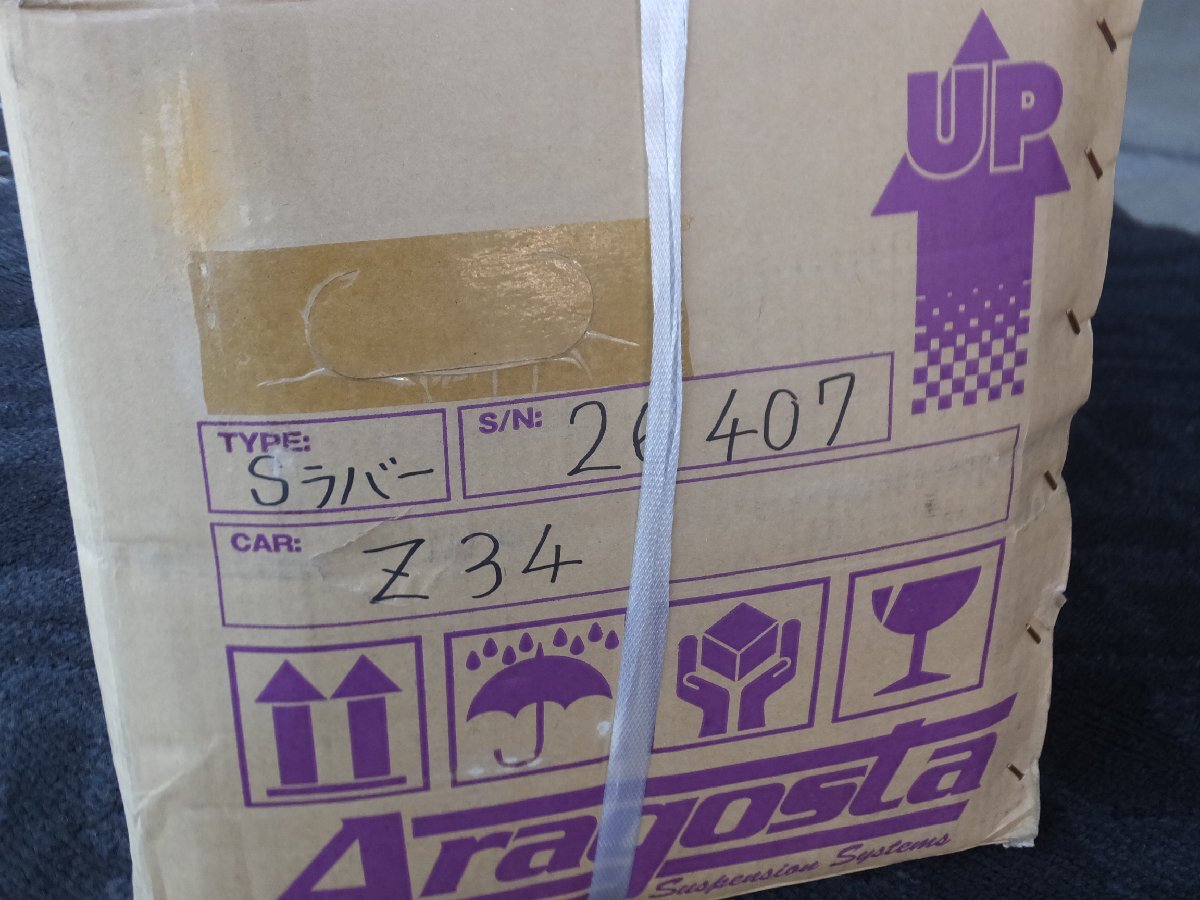 UP
TYPE: Sラバー
S/N: 26407
CAR: Z34
Aragosta
Suspension Systems